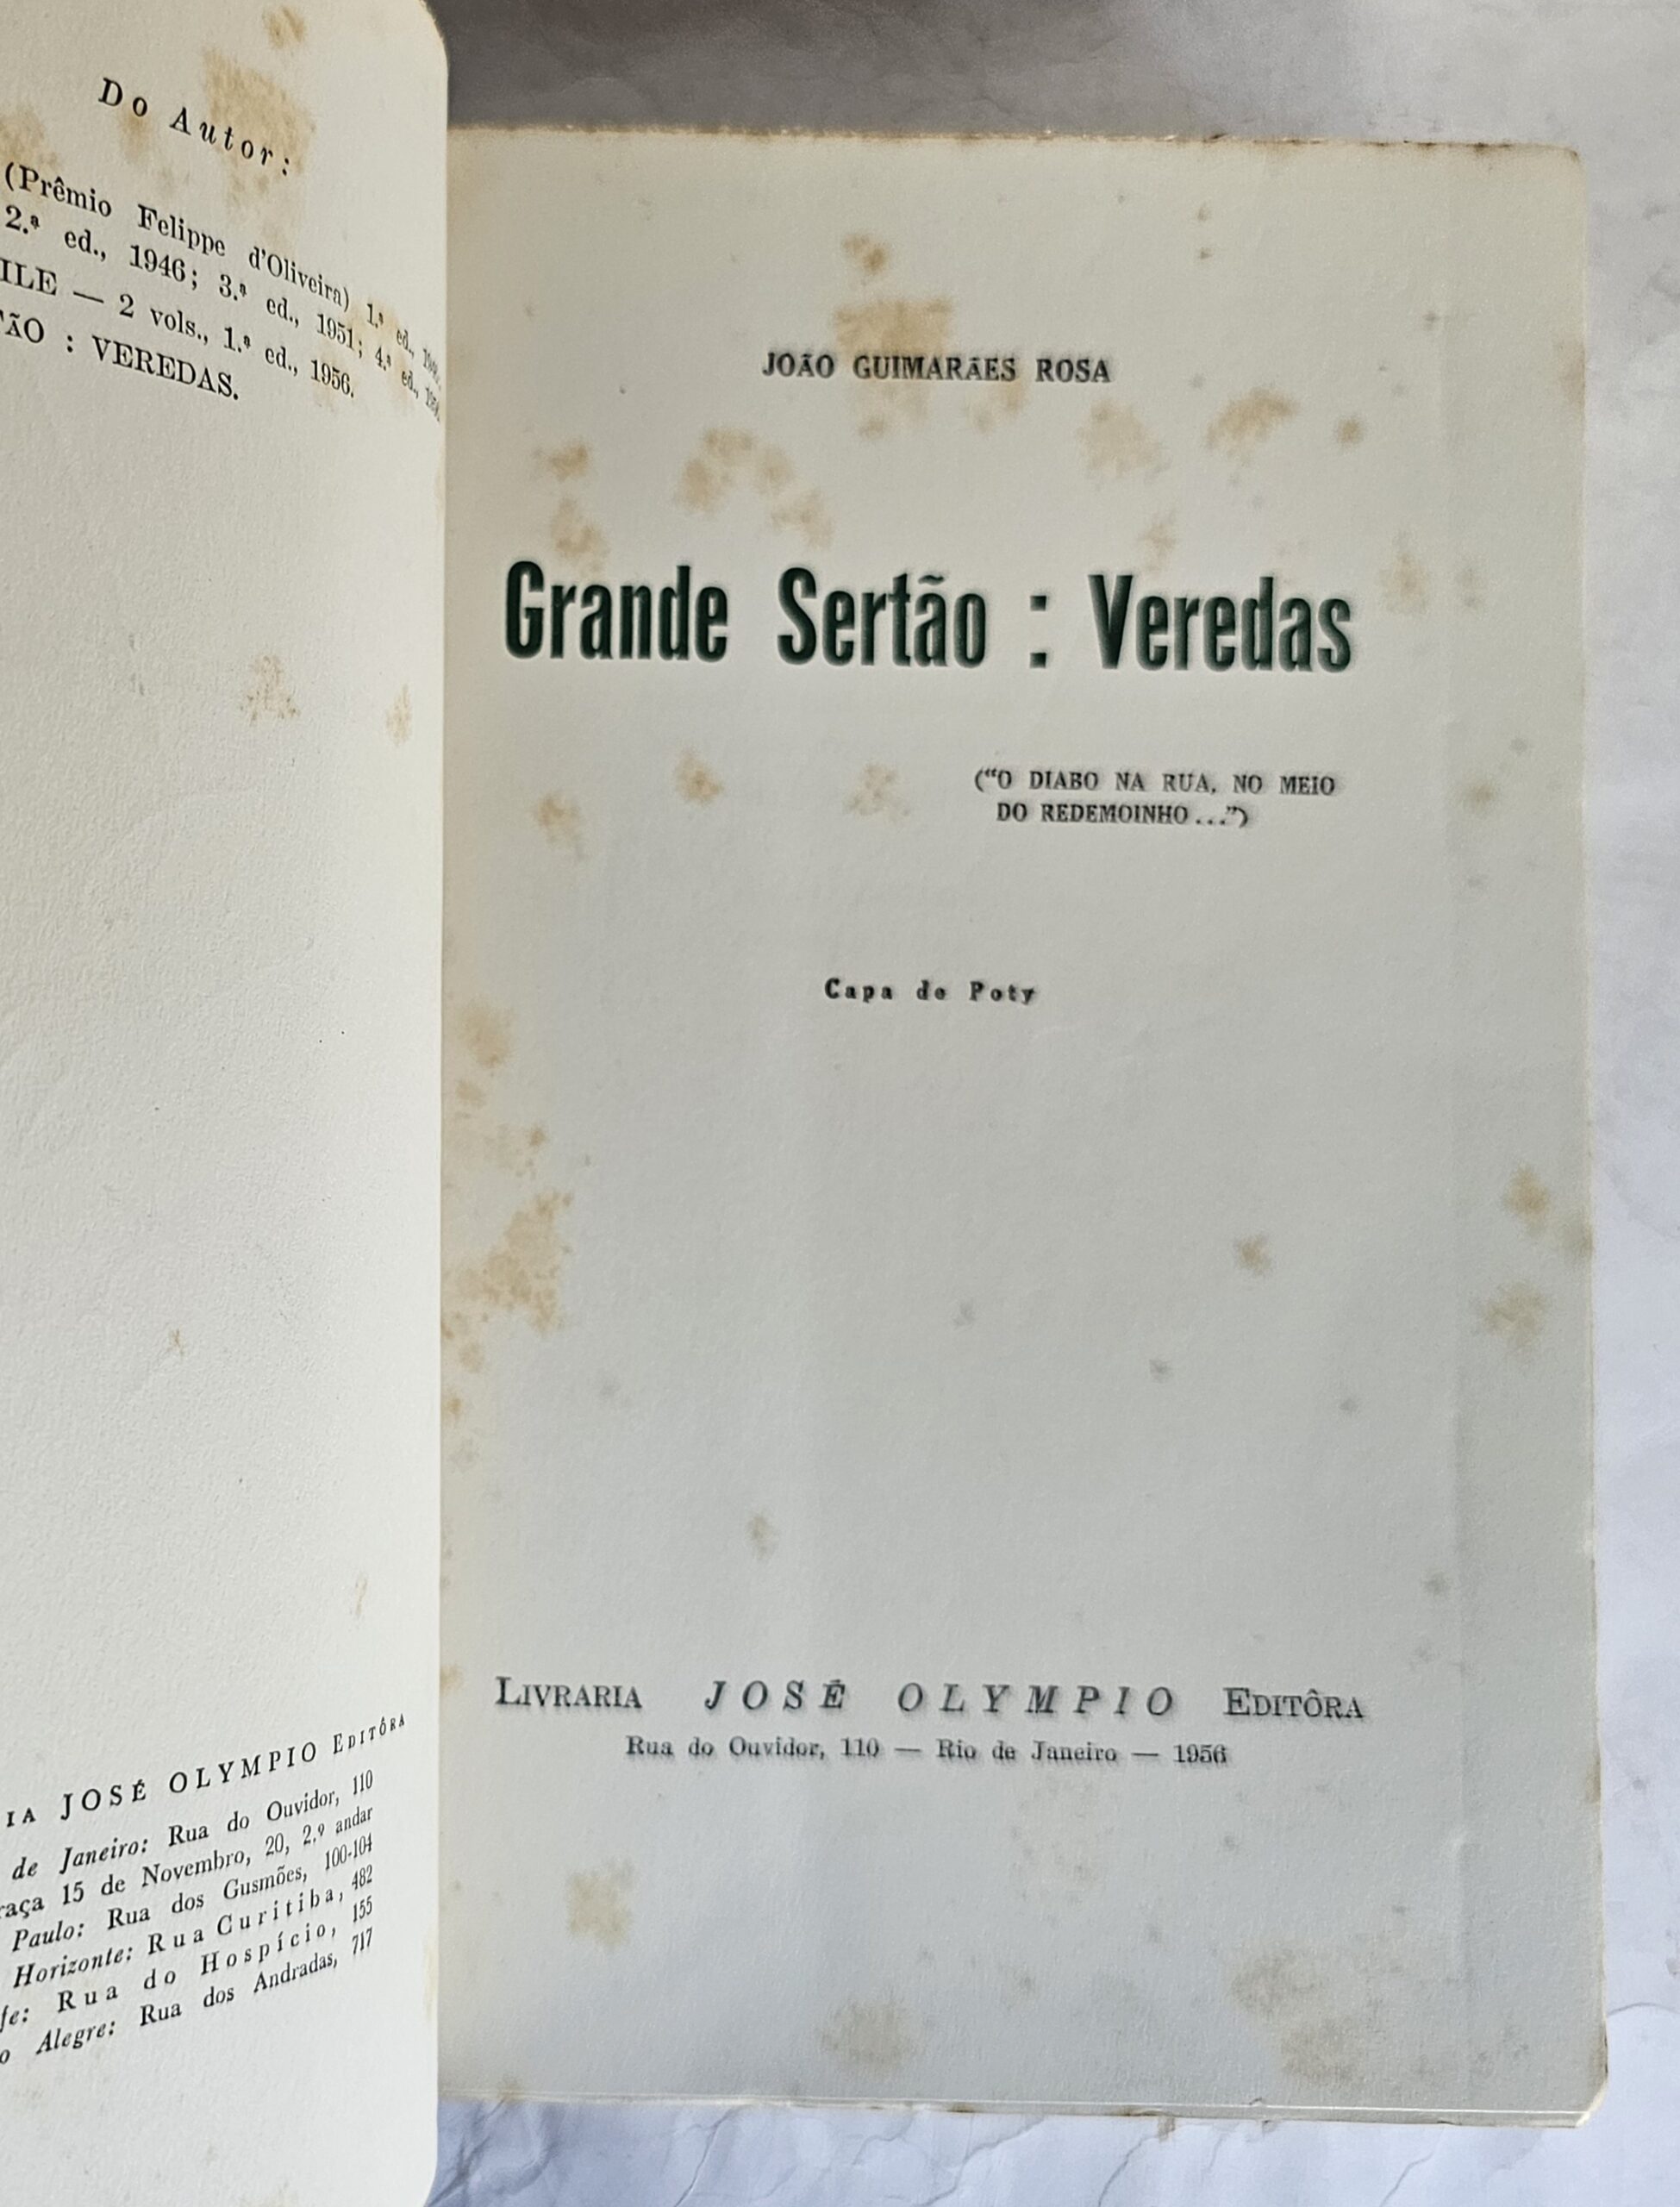 Do Autor:
(Prêmio Felippe d'Oliveira) 1.ª ed.,
2.ª ed., 1946; 3.ª ed., 1951; 4.ª ed.,
ILE — 2 vols., 1.ª ed., 1956.
TÃO : VEREDAS.
IA JOSÉ OLYMPIO EDITÔRA
de Janeiro: Rua do Ouvidor, 110
raça 15 de Novembro, 20, 2.º andar
Paulo: Rua dos Gusmões, 100-104
Horizonte: Rua Curitiba, 482
fe: Rua do Hospício, 155
o Alegre: Rua dos Andradas, 717
JOÃO GUIMARÃES ROSA
Grande Sertão : Veredas
("O DIABO NA RUA, NO MEIO
DO REDEMOINHO...")
Capa de Poty
LIVRARIA JOSÉ OLYMPIO EDITÔRA
Rua do Ouvidor, 110 — Rio de Janeiro — 1956